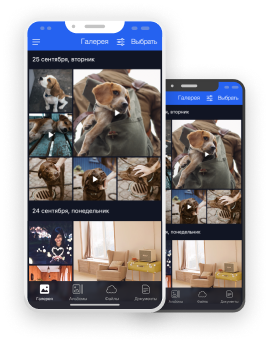 Галерея Выбрать
25 сентября, вторник
24 сентября, понедельник
Галерея Альбомы Файлы Документы
Галерея Выбрать
вторник
понедельник
Альбомы Файлы Документы